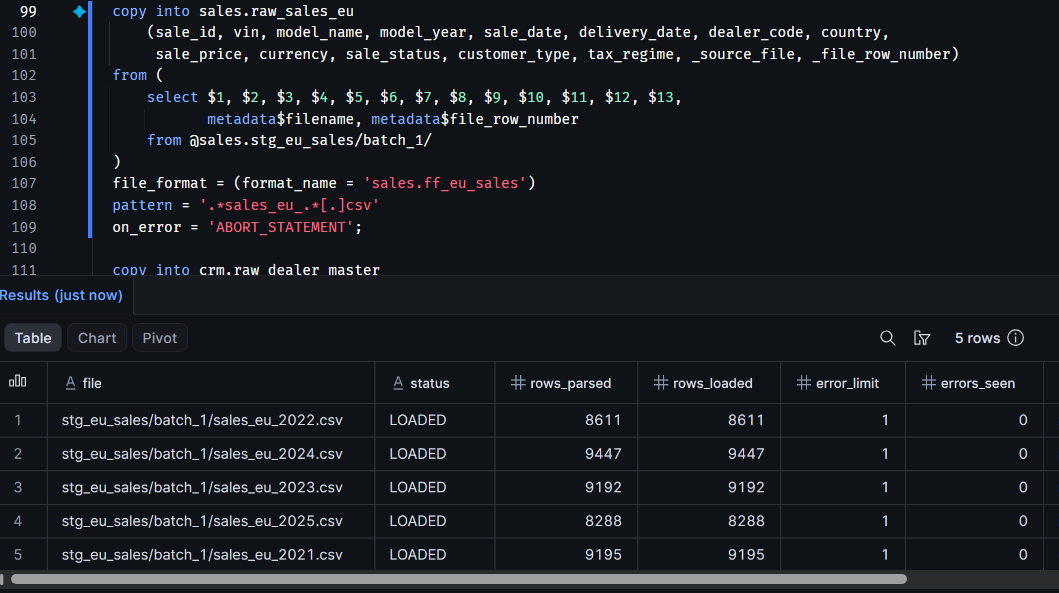 99 copy into sales.raw_sales_eu
100 (sale_id, vin, model_name, model_year, sale_date, delivery_date, dealer_code, country,
101 sale_price, currency, sale_status, customer_type, tax_regime, _source_file, _file_row_number)
102 from (
103 select $1, $2, $3, $4, $5, $6, $7, $8, $9, $10, $11, $12, $13,
104 metadata$filename, metadata$file_row_number
105 from @sales.stg_eu_sales/batch_1/
106 )
107 file_format = (format_name = 'sales.ff_eu_sales')
108 pattern = '.*sales_eu_.*[.]csv'
109 on_error = 'ABORT_STATEMENT';
110
111 copy into crm.raw_dealer_master
Results (just now)
Table Chart Pivot 5 rows
A file A status # rows_parsed # rows_loaded # error_limit # errors_seen
1 stg_eu_sales/batch_1/sales_eu_2022.csv LOADED 8611 8611 1 0
2 stg_eu_sales/batch_1/sales_eu_2024.csv LOADED 9447 9447 1 0
3 stg_eu_sales/batch_1/sales_eu_2023.csv LOADED 9192 9192 1 0
4 stg_eu_sales/batch_1/sales_eu_2025.csv LOADED 8288 8288 1 0
5 stg_eu_sales/batch_1/sales_eu_2021.csv LOADED 9195 9195 1 0